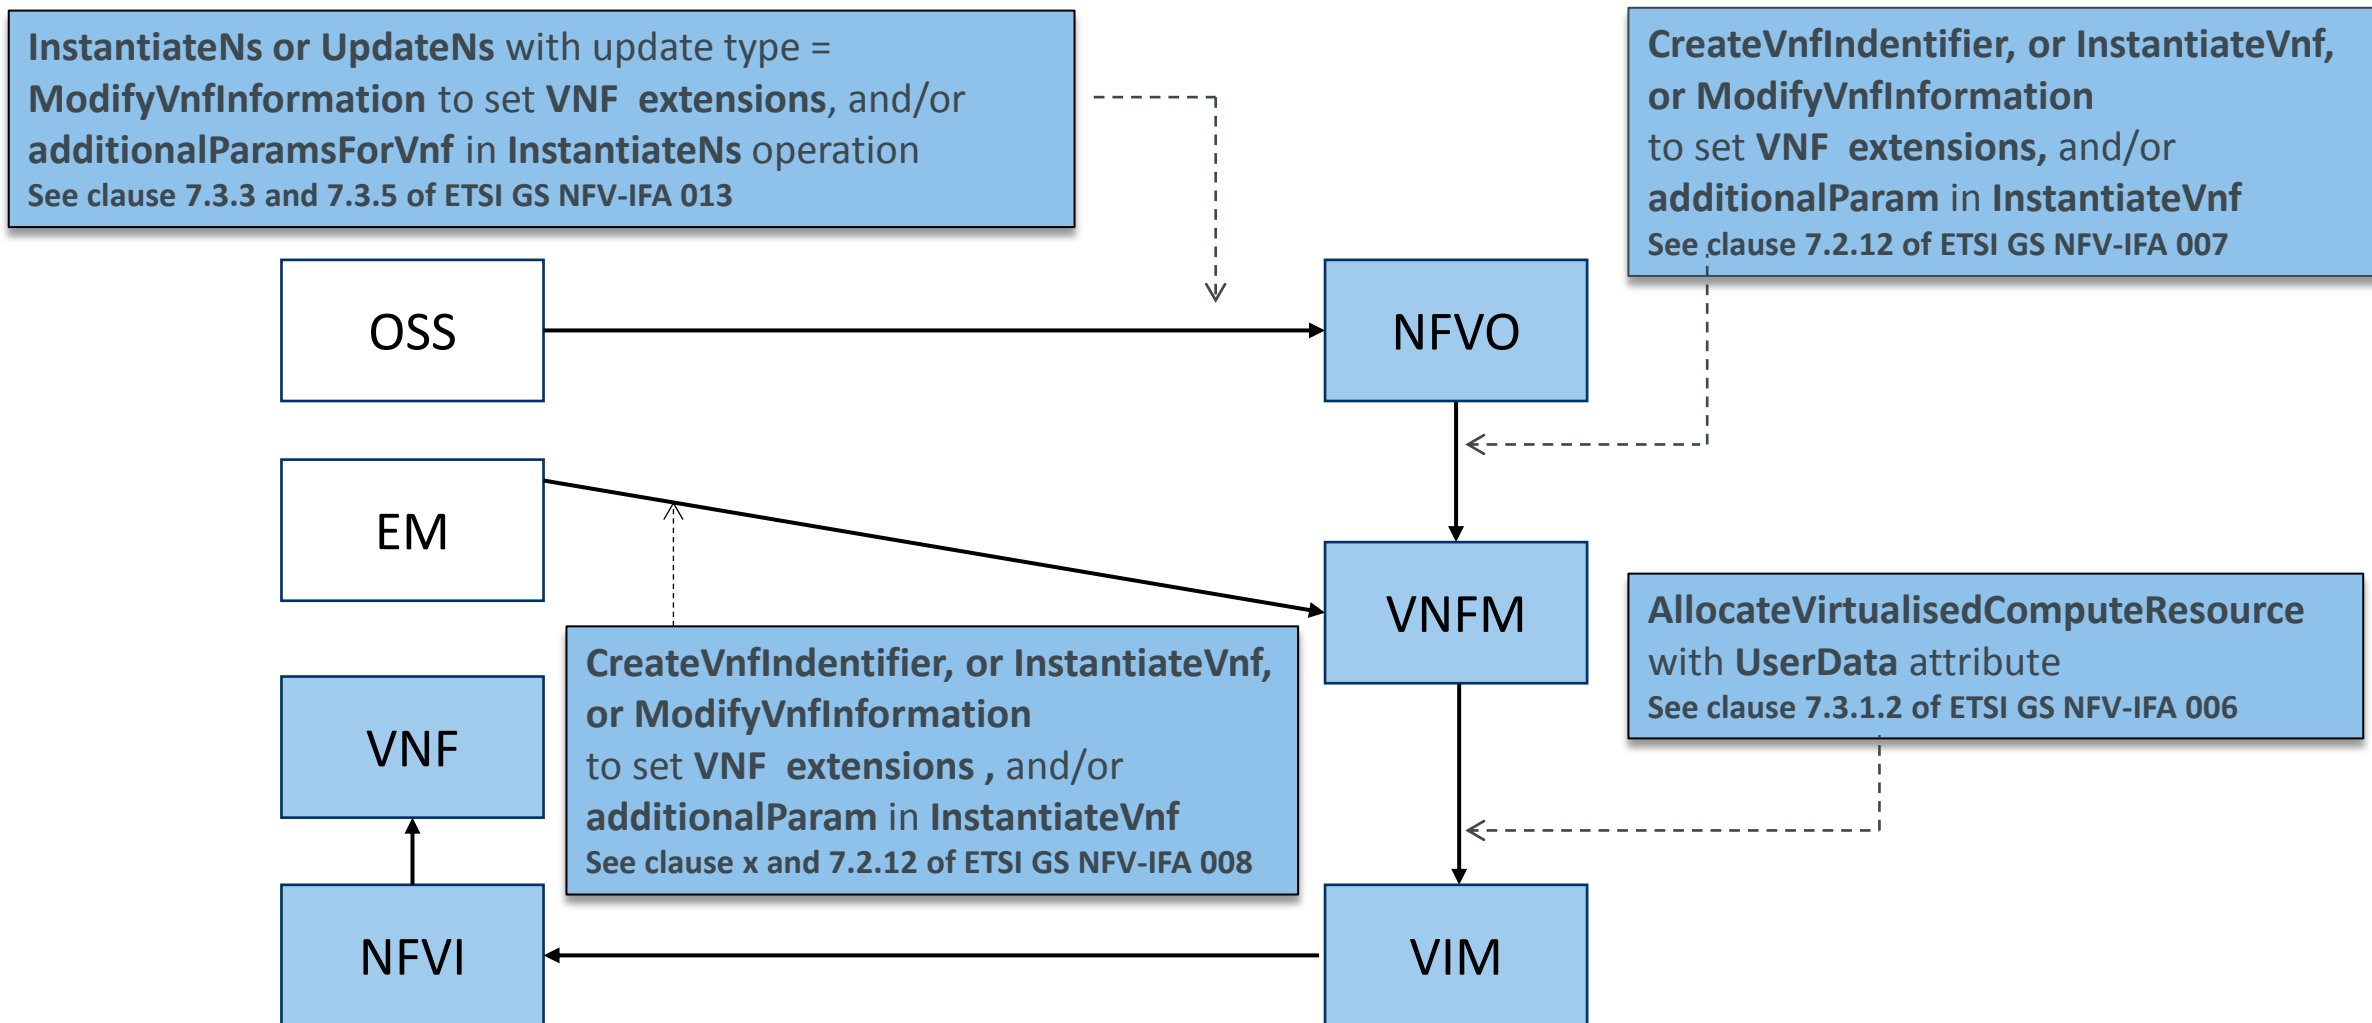 InstantiateNs or UpdateNs with update type =
ModifyVnfInformation to set VNF  extensions, and/or
additionalParamsForVnf in InstantiateNs operation
See clause 7.3.3 and 7.3.5 of ETSI GS NFV-IFA 013
CreateVnfIndentifier, or InstantiateVnf,
or ModifyVnfInformation
to set VNF  extensions, and/or
additionalParam in InstantiateVnf
See clause 7.2.12 of ETSI GS NFV-IFA 007
OSS
NFVO
EM
VNFM
CreateVnfIndentifier, or InstantiateVnf,
or ModifyVnfInformation
to set VNF  extensions , and/or
additionalParam in InstantiateVnf
See clause x and 7.2.12 of ETSI GS NFV-IFA 008
AllocateVirtualisedComputeResource
with UserData attribute
See clause 7.3.1.2 of ETSI GS NFV-IFA 006
VNF
NFVI
VIM